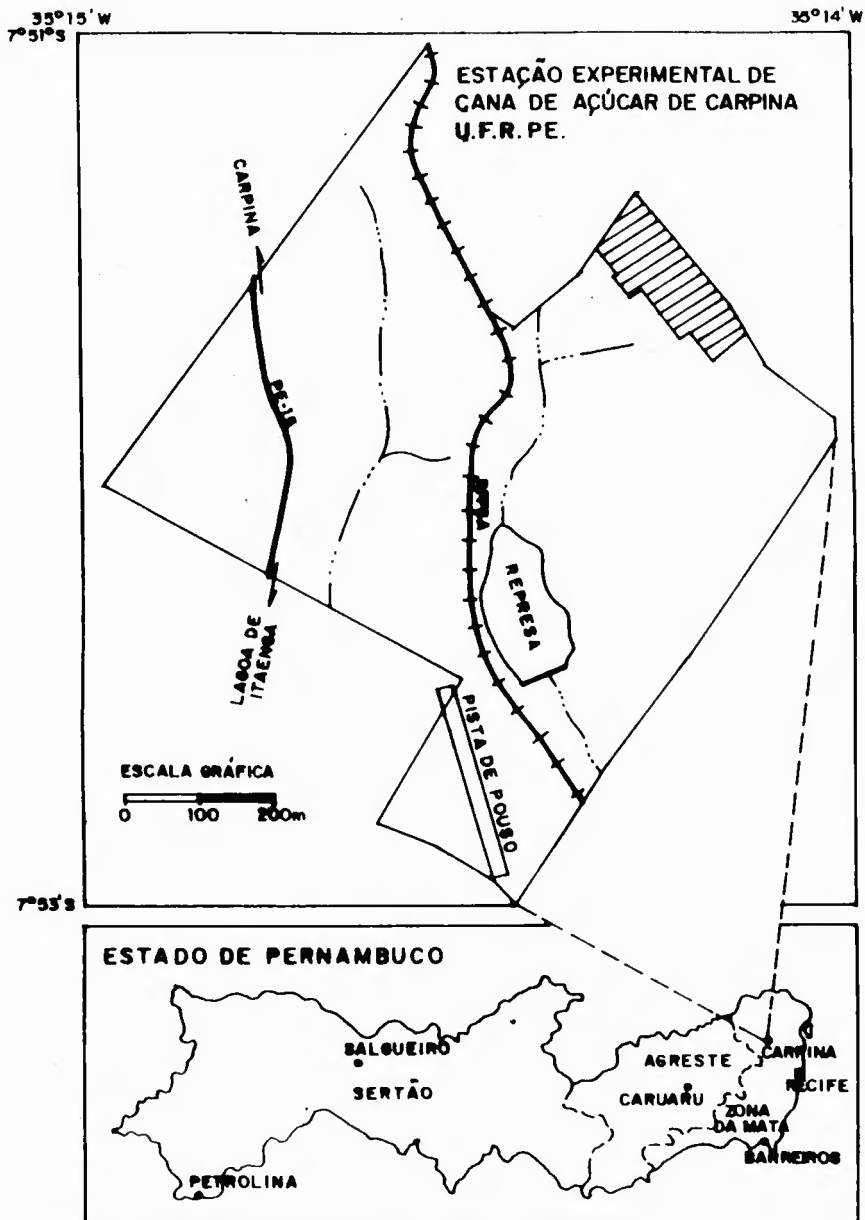 35°15' W
35°14' W
7°51'S
ESTAÇÃO EXPERIMENTAL DE
CANA DE AÇÚCAR DE CARPINA
U.F.R.PE.
CARPINA
PE-18
REPRESA
LAGOA DE
ITAENGA
PISTA DE POUSO
ESCALA GRÁFICA
0 100 200m
7°53'S
ESTADO DE PERNAMBUCO
SALGUEIRO
AGRESTE
CARPINA
SERTÃO
CARUARU
RECIFE
ZONA
DA MATA
BARREIROS
PETROLINA